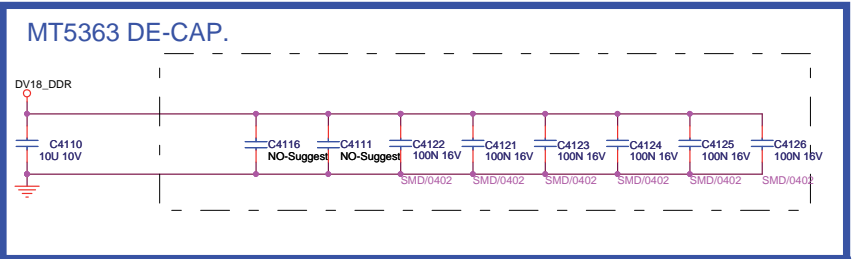 MT5363 DE-CAP.
DV18_DDR
C4110
10U 10V
C4116
NO-Suggest
C4111
NO-Suggest
C4122
100N 16V
SMD/0402
C4121
100N 16V
SMD/0402
C4123
100N 16V
SMD/0402
C4124
100N 16V
SMD/0402
C4125
100N 16V
SMD/0402
C4126
100N 16V
SMD/0402